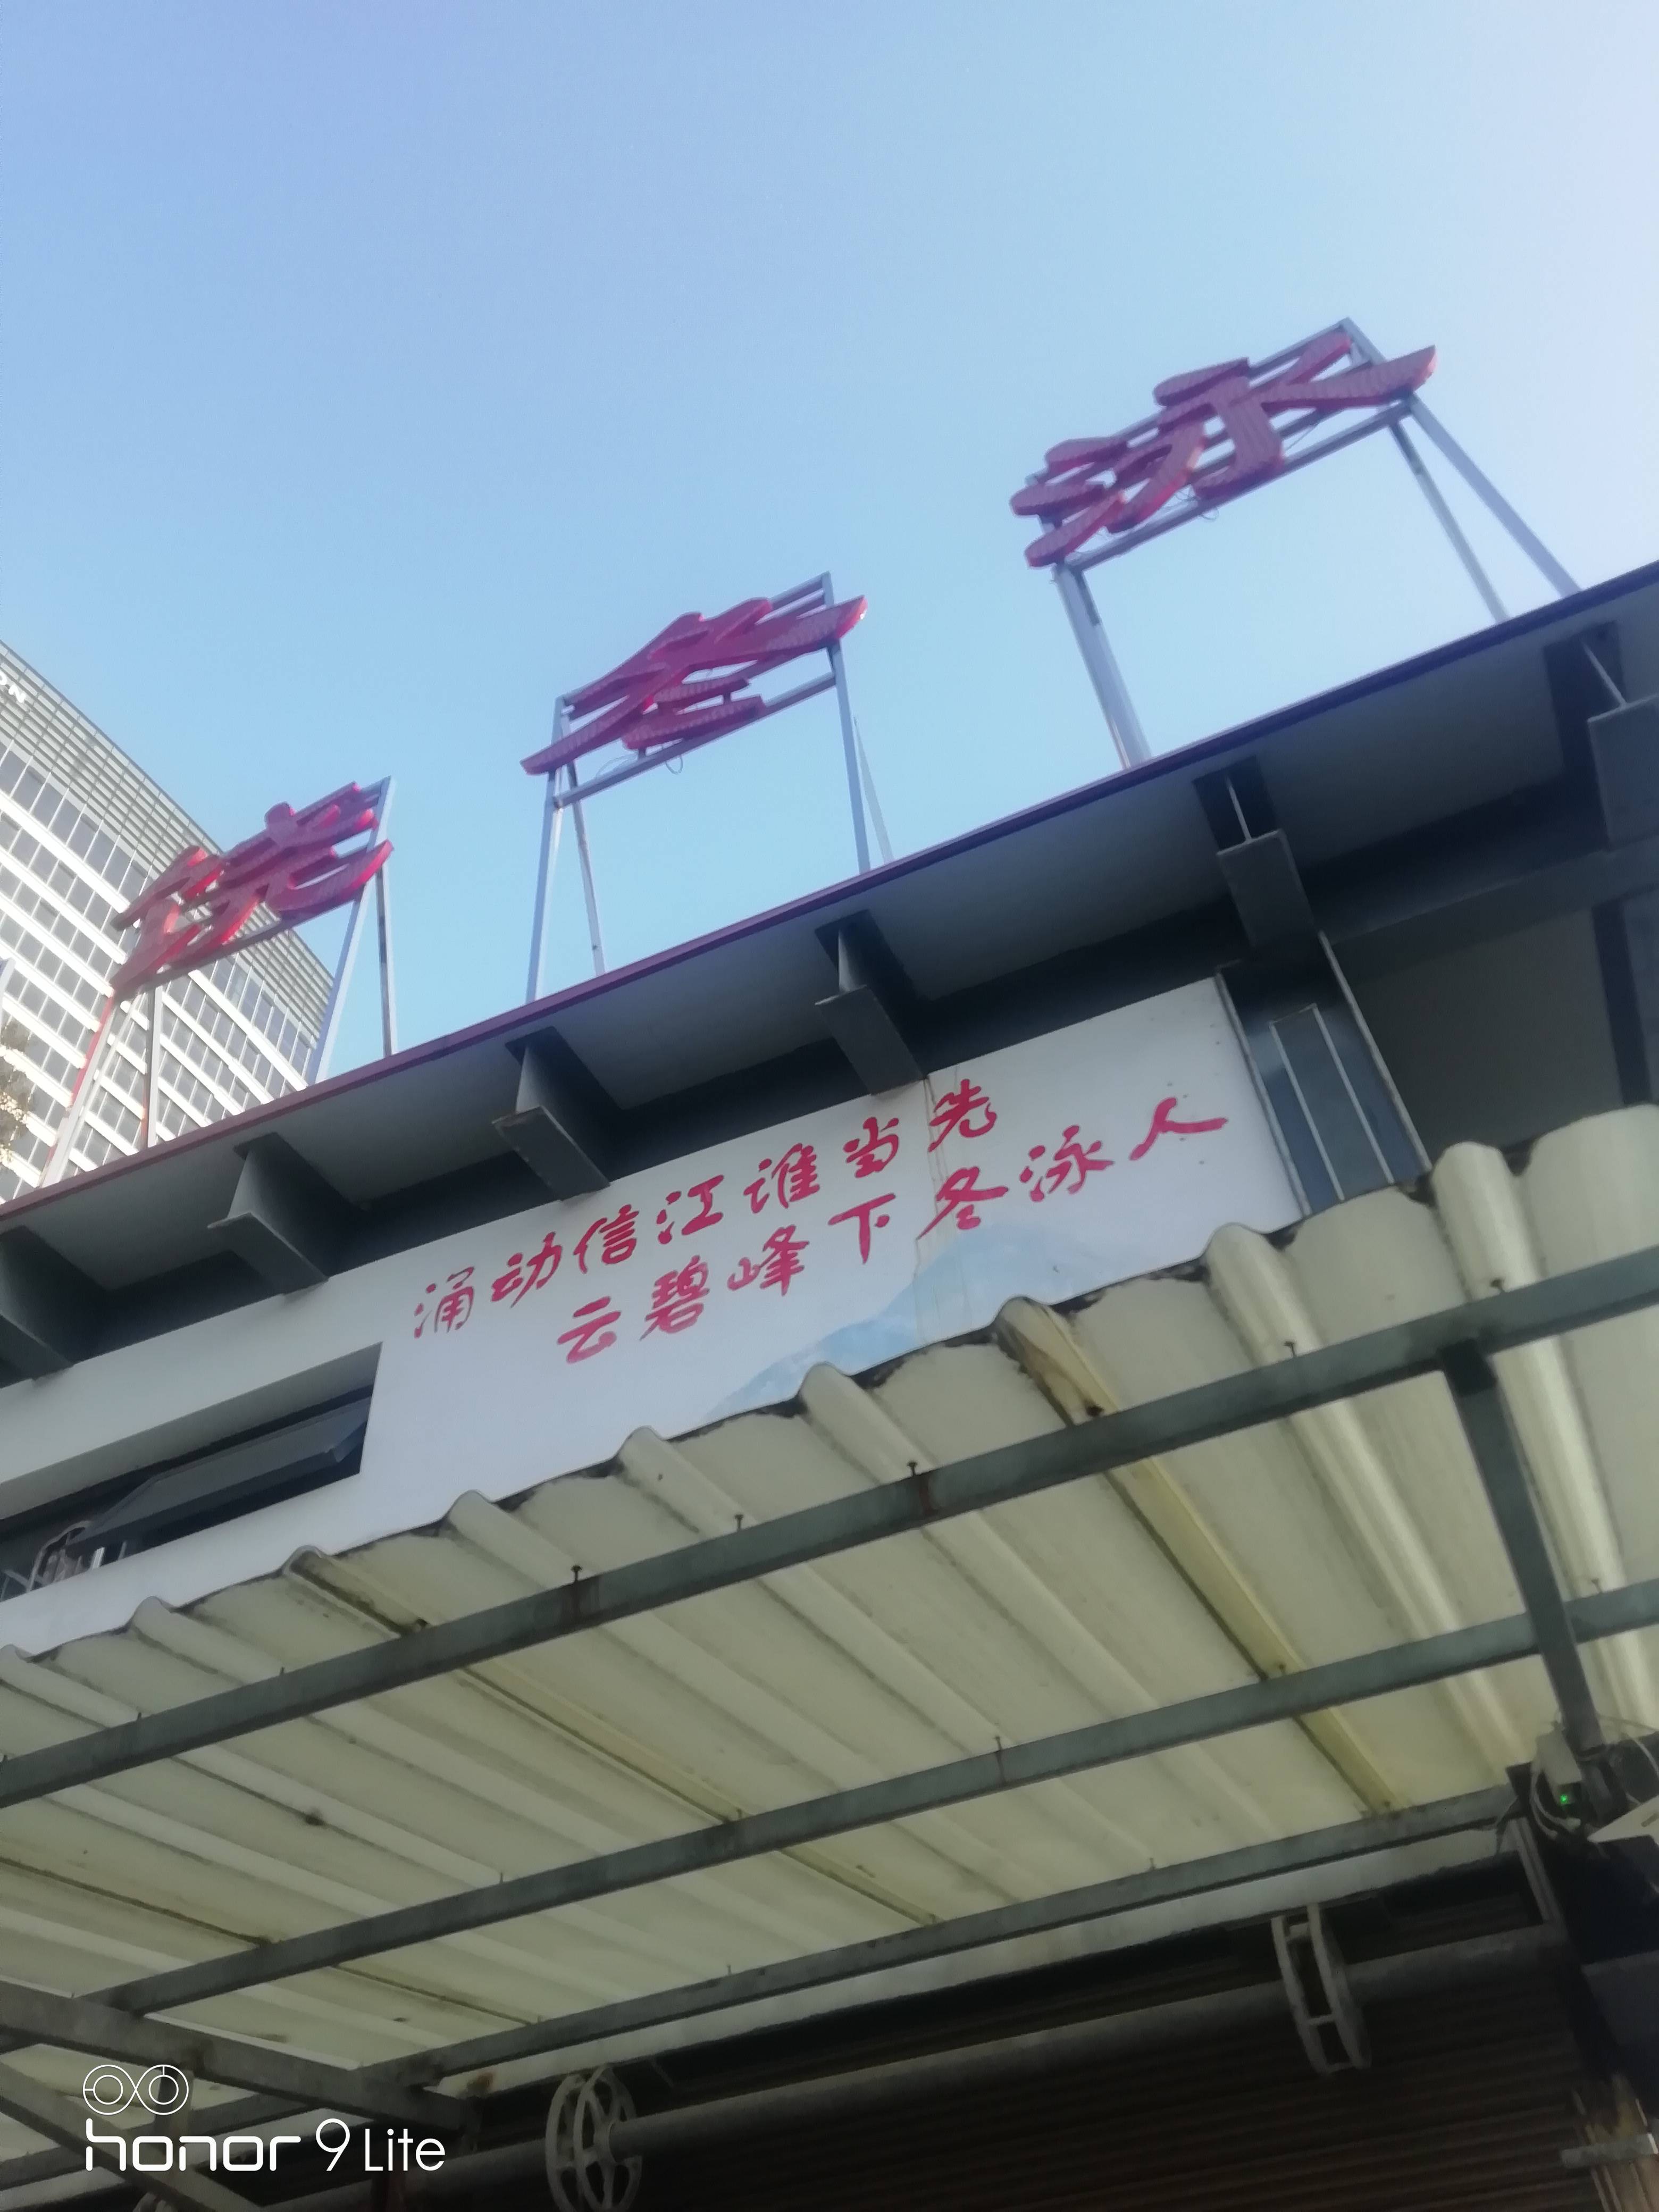 饶冬泳
涌动信江谁当先
云碧峰下冬泳人
ON
honor 9 Lite